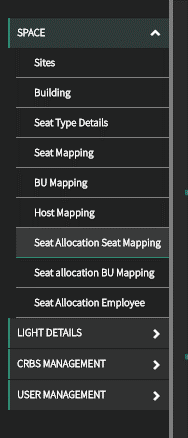 SPACE
Sites
Building
Seat Type Details
Seat Mapping
BU Mapping
Host Mapping
Seat Allocation Seat Mapping
Seat allocation BU Mapping
Seat Allocation Employee
LIGHT DETAILS
CRBS MANAGEMENT
USER MANAGEMENT